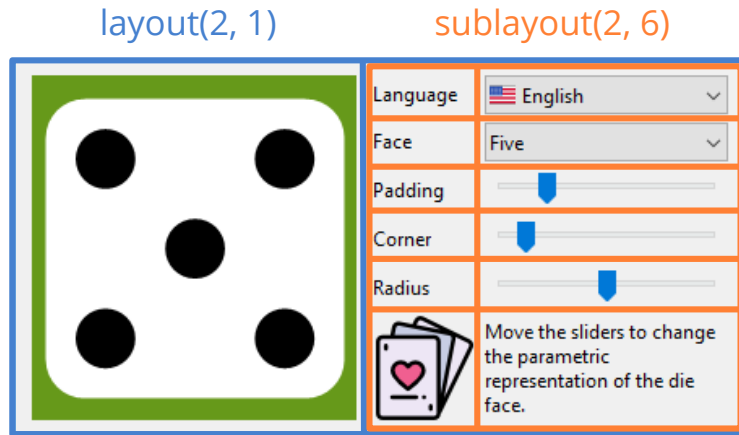 layout(2, 1)
sublayout(2, 6)
Language
English
Face
Five
Padding
Corner
Radius
Move the sliders to change
the parametric
representation of the die
face.